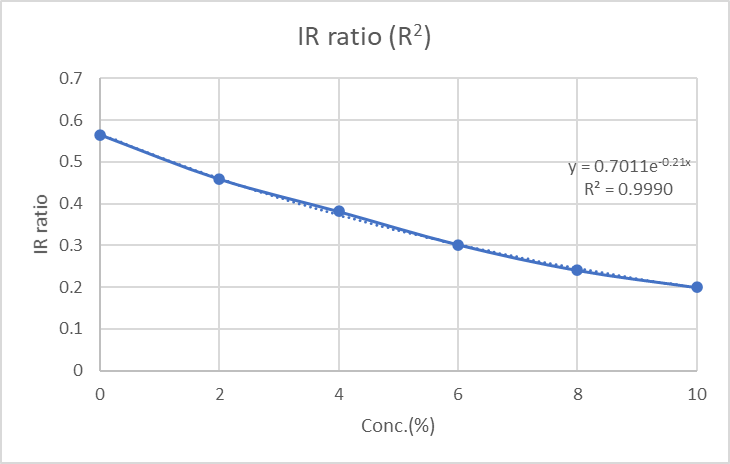 IR ratio (R²)
0.7
0.6
0.5
0.4
0.3
0.2
0.1
0
IR ratio
y = 0.7011e⁻⁰·²¹ˣ
R² = 0.9990
0 2 4 6 8 10
Conc.(%)